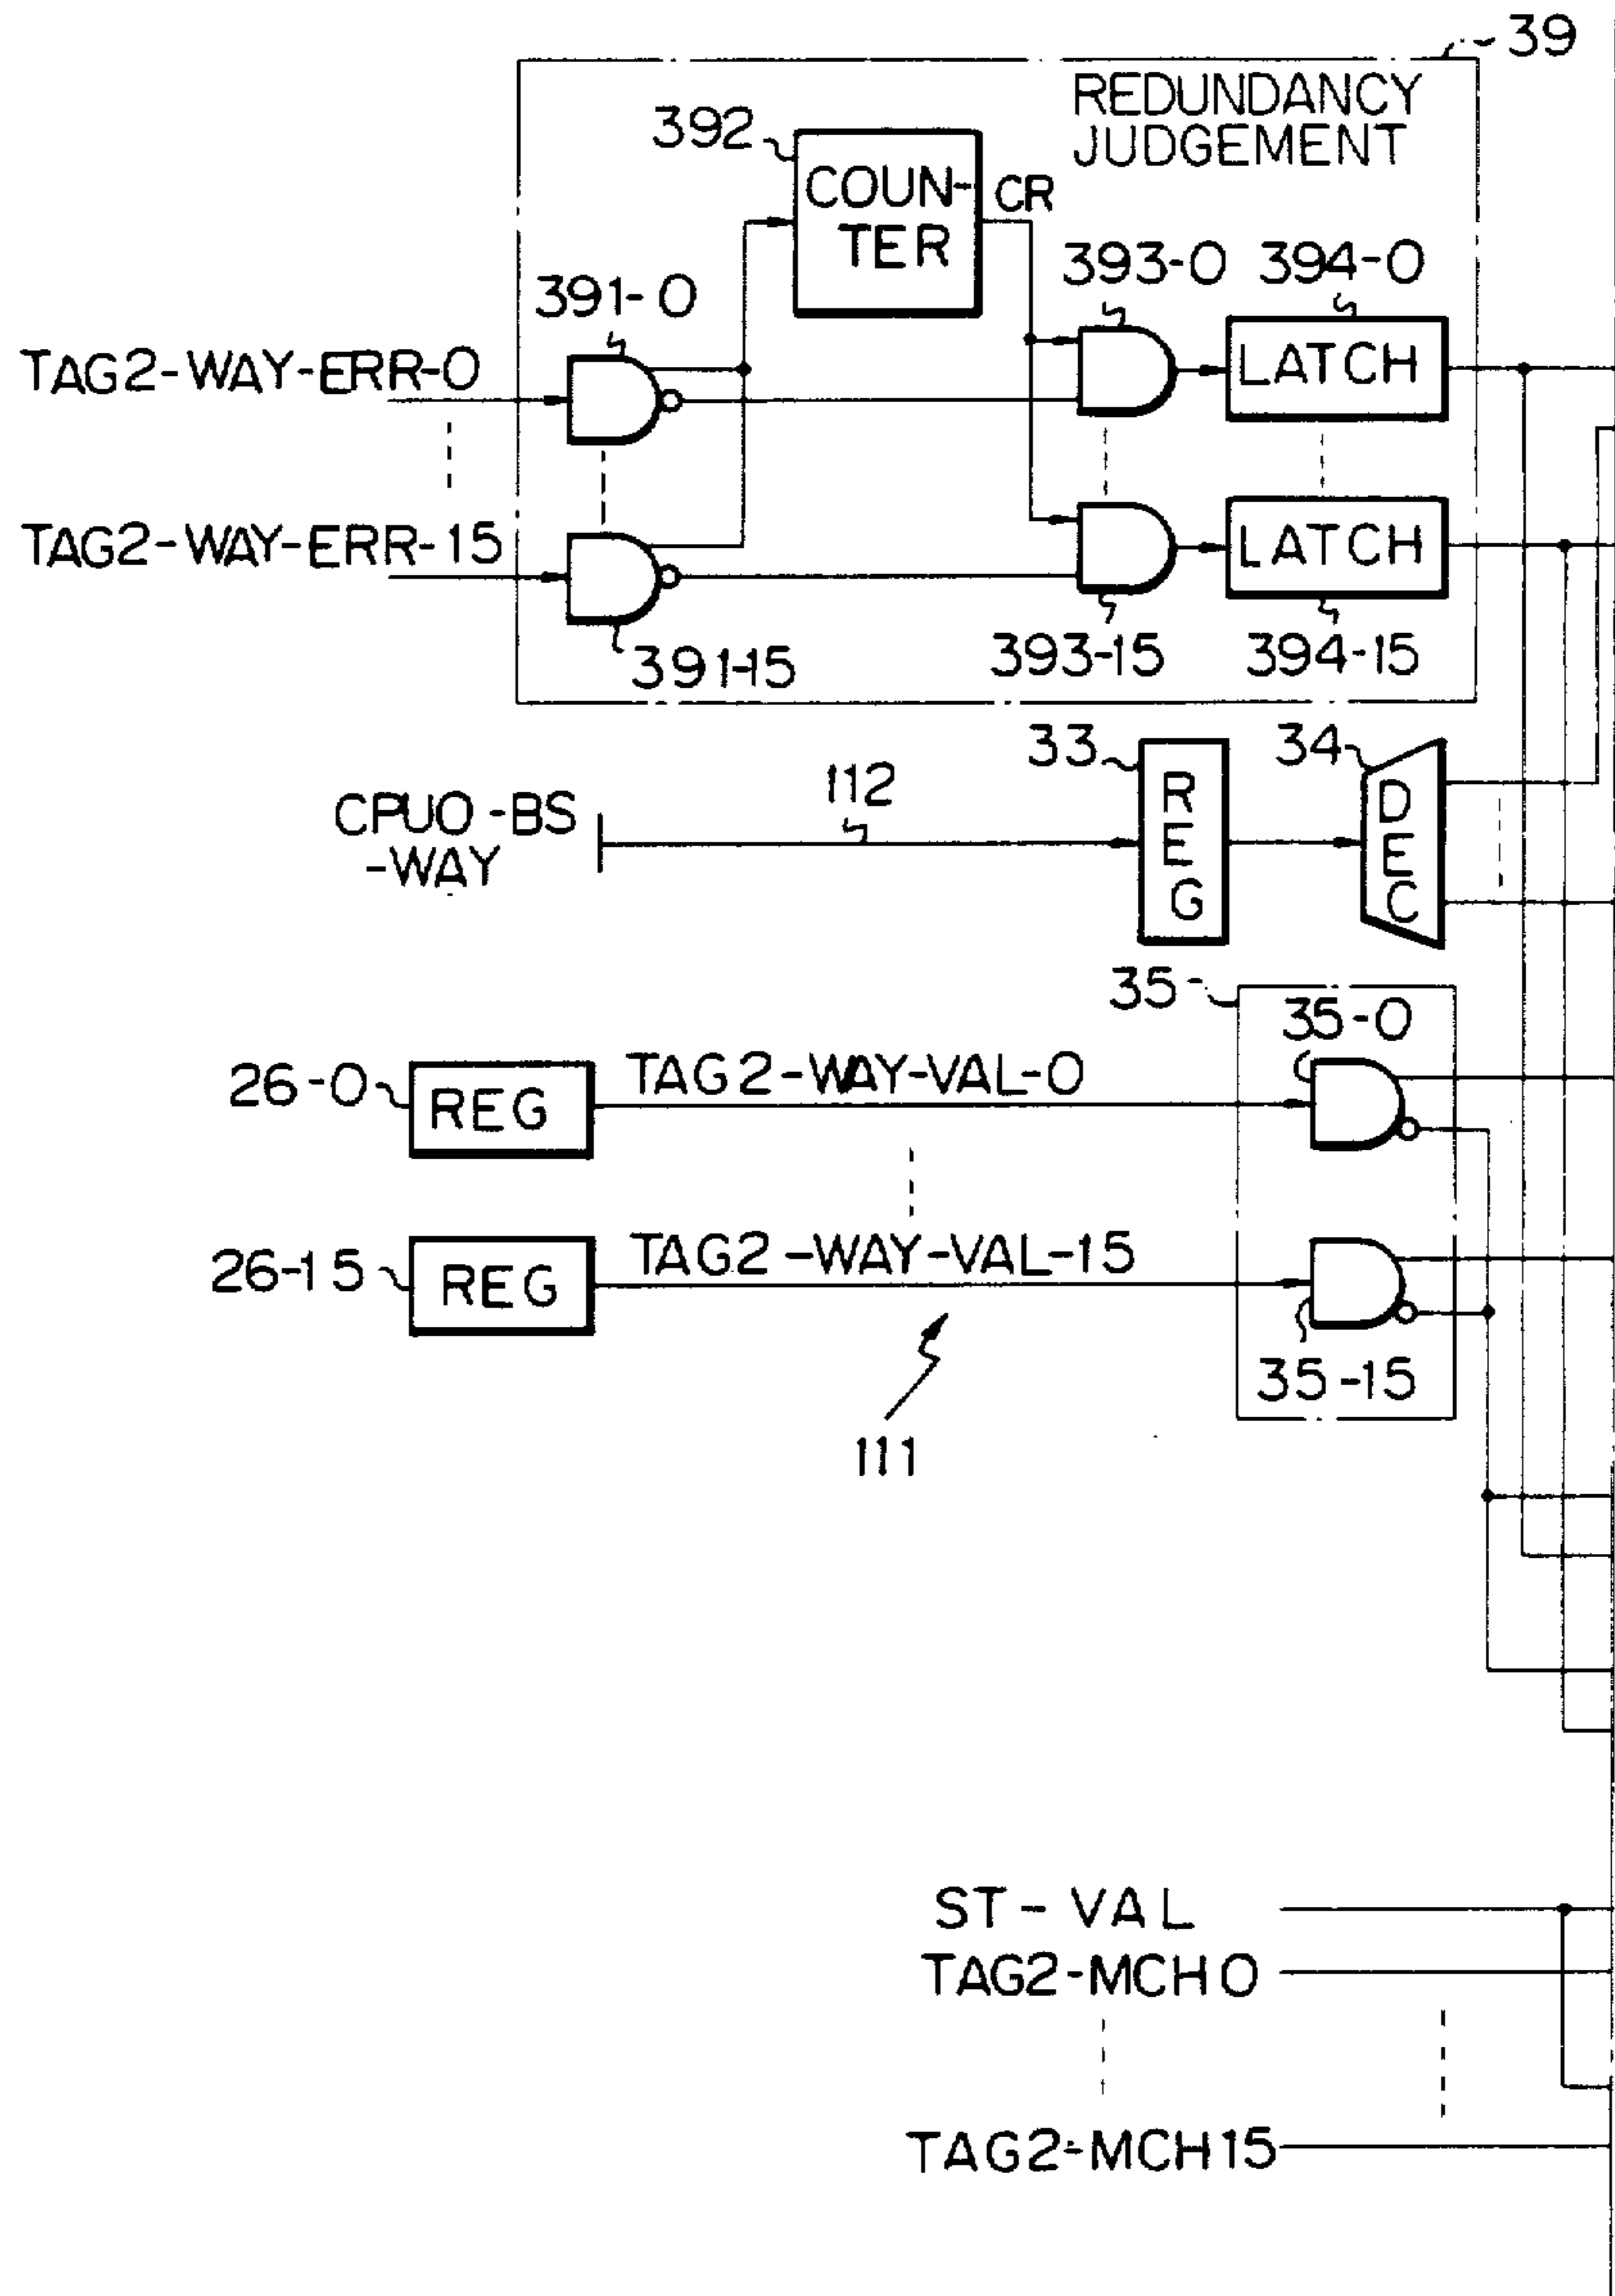 39
REDUNDANCY
JUDGEMENT
392
COUN-
TER
CR
391-0
393-0
394-0
TAG2-WAY-ERR-0
LATCH
TAG2-WAY-ERR-15
LATCH
391-15
393-15
394-15
33
34
112
CPU0-BS
-WAY
REG
DEC
35
35-0
26-0
REG
TAG2-WAY-VAL-0
26-15
REG
TAG2-WAY-VAL-15
35-15
111
ST-VAL
TAG2-MCH0
TAG2-MCH15